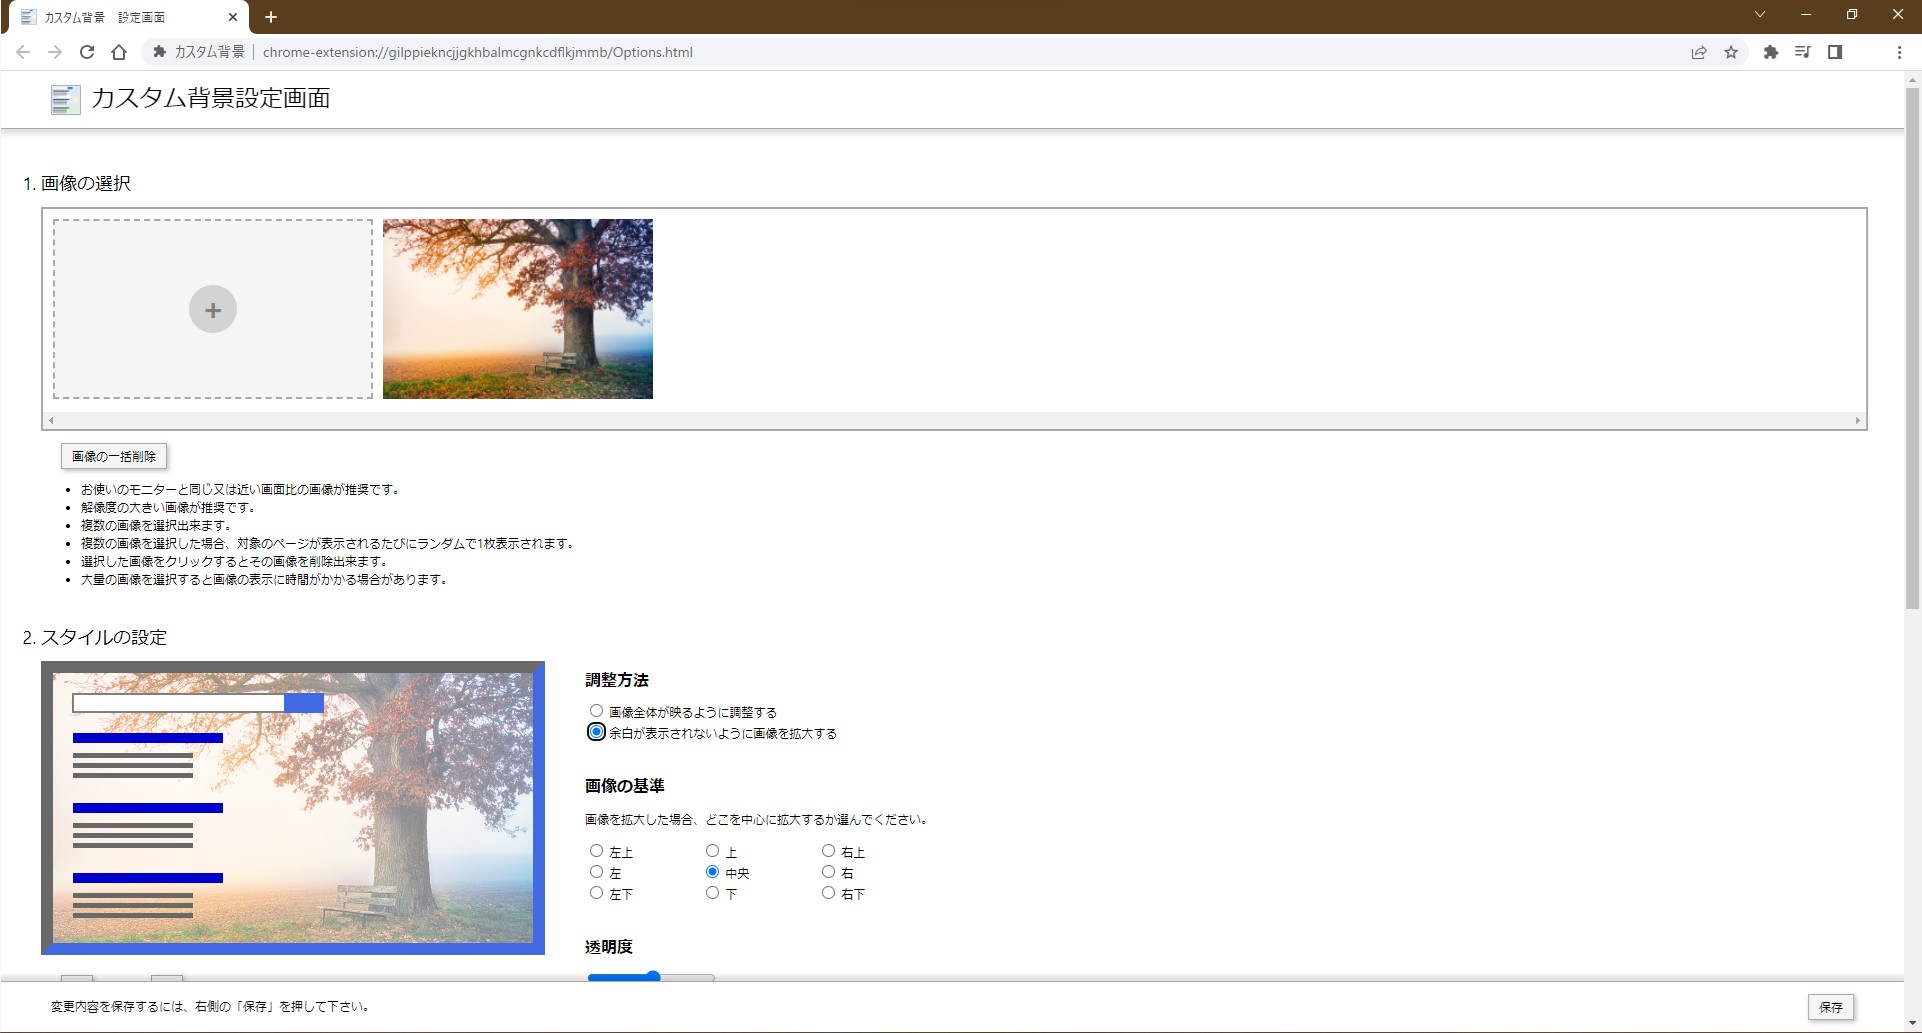 カスタム背景　設定画面
カスタム背景 | chrome-extension://gilppiekncjjgkhbalmcgnkcdflkjmmb/Options.html
カスタム背景設定画面
1. 画像の選択
+
画像の一括削除
• お使いのモニターと同じ又は近い画面比の画像が推奨です。
• 解像度の大きい画像が推奨です。
• 複数の画像を選択出来ます。
• 複数の画像を選択した場合、対象のページが表示されるたびにランダムで1枚表示されます。
• 選択した画像をクリックするとその画像を削除出来ます。
• 大量の画像を選択すると画像の表示に時間がかかる場合があります。
2. スタイルの設定
調整方法
画像全体が映るように調整する
余白が表示されないように画像を拡大する
画像の基準
画像を拡大した場合、どこを中心に拡大するか選んでください。
左上 上 右上
左 中央 右
左下 下 右下
透明度
変更内容を保存するには、右側の「保存」を押して下さい。
保存